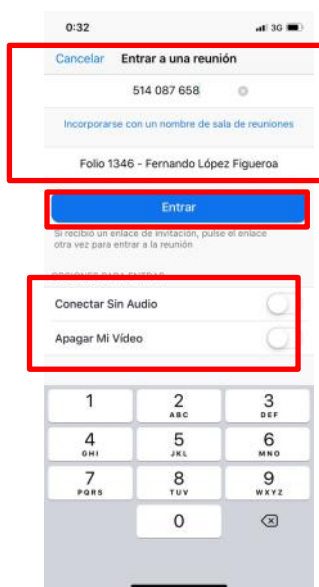 0:32
3G
Cancelar Entrar a una reunión
514 087 658
Incorporarse con un nombre de sala de reuniones
Folio 1346 - Fernando López Figueroa
Entrar
Si recibió un enlace de invitación, pulse el enlace
otra vez para entrar a la reunión
OPCIONES PARA ENTRAR
Conectar Sin Audio
Apagar Mi Vídeo
1 2 3
ABC DEF
4 5 6
GHI JKL MNO
7 8 9
PQRS TUV WXYZ
0